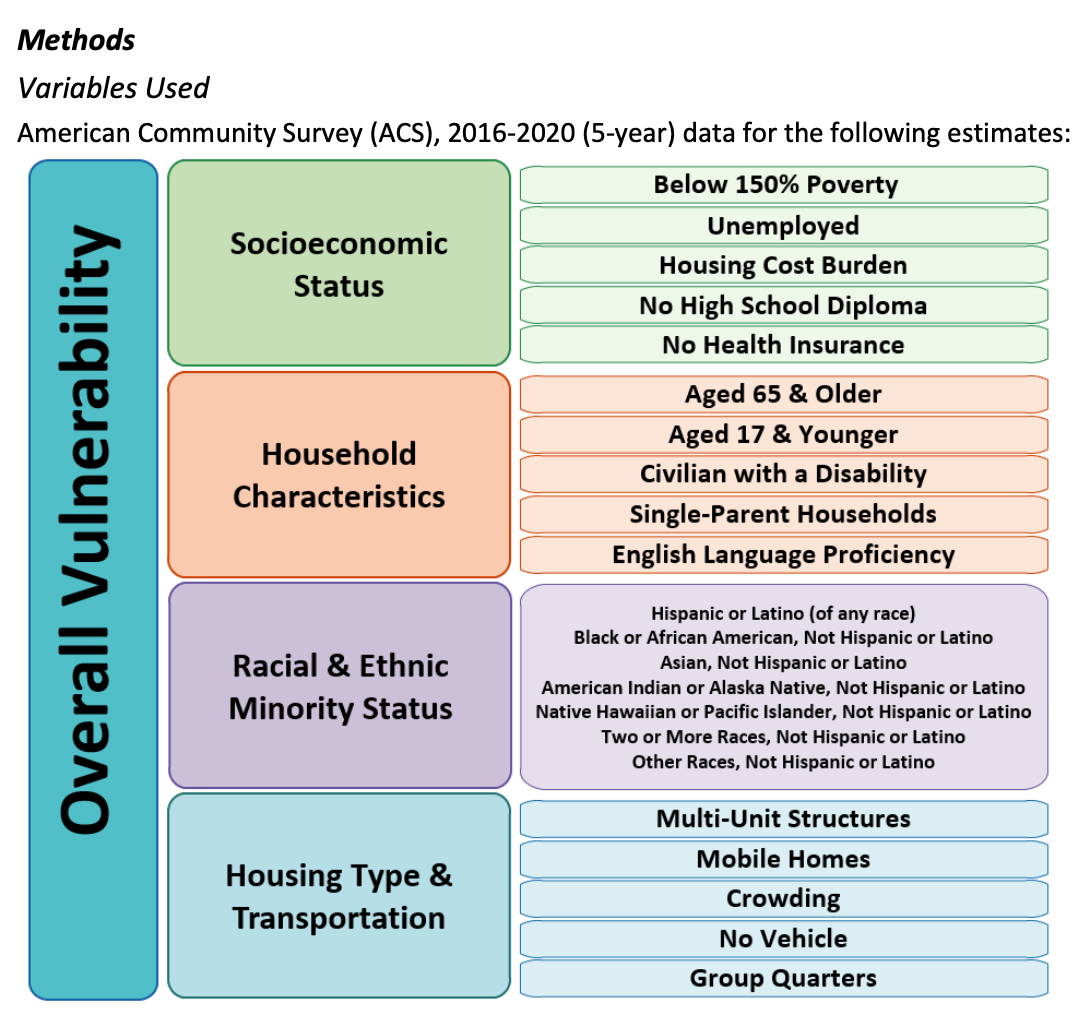 Methods
Variables Used
American Community Survey (ACS), 2016-2020 (5-year) data for the following estimates:
Overall Vulnerability
Socioeconomic
Status
Below 150% Poverty
Unemployed
Housing Cost Burden
No High School Diploma
No Health Insurance
Household
Characteristics
Aged 65 & Older
Aged 17 & Younger
Civilian with a Disability
Single-Parent Households
English Language Proficiency
Racial & Ethnic
Minority Status
Hispanic or Latino (of any race)
Black or African American, Not Hispanic or Latino
Asian, Not Hispanic or Latino
American Indian or Alaska Native, Not Hispanic or Latino
Native Hawaiian or Pacific Islander, Not Hispanic or Latino
Two or More Races, Not Hispanic or Latino
Other Races, Not Hispanic or Latino
Housing Type &
Transportation
Multi-Unit Structures
Mobile Homes
Crowding
No Vehicle
Group Quarters